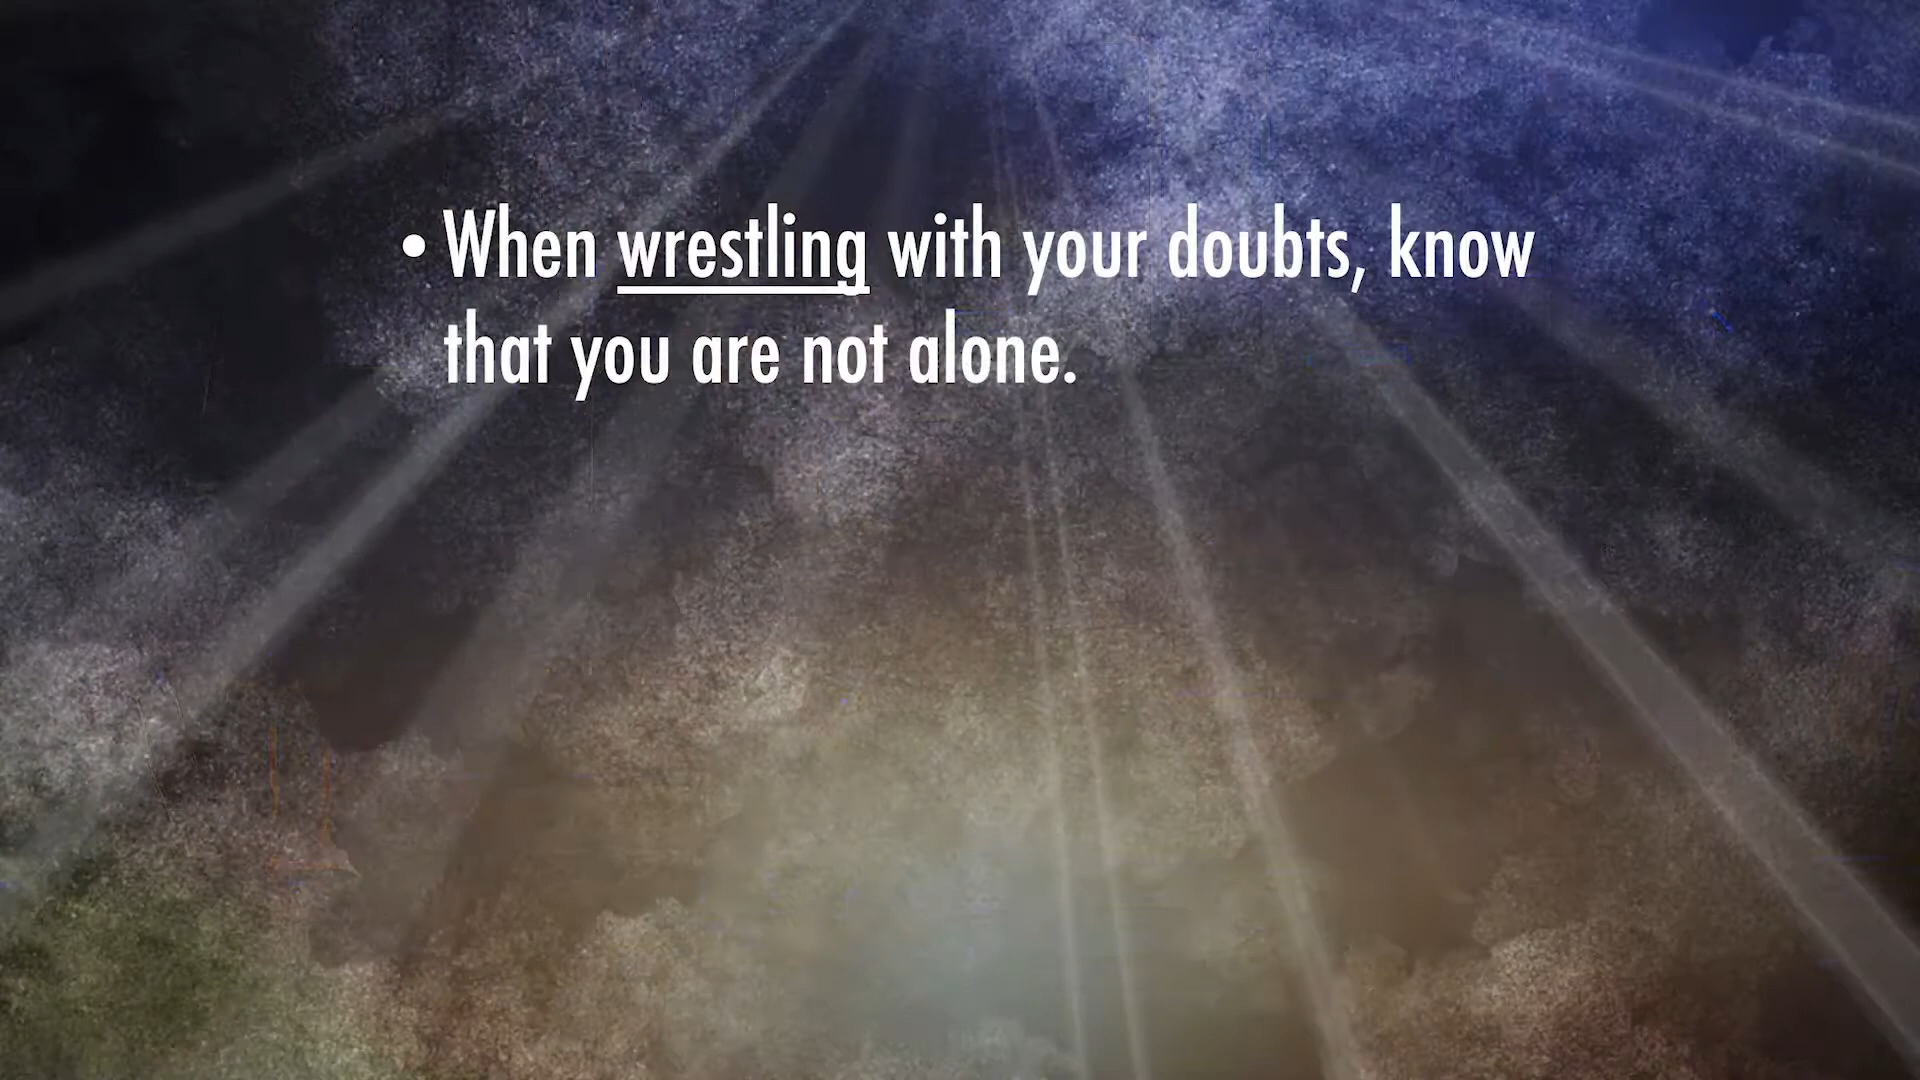 • When wrestling with your doubts, know
that you are not alone.